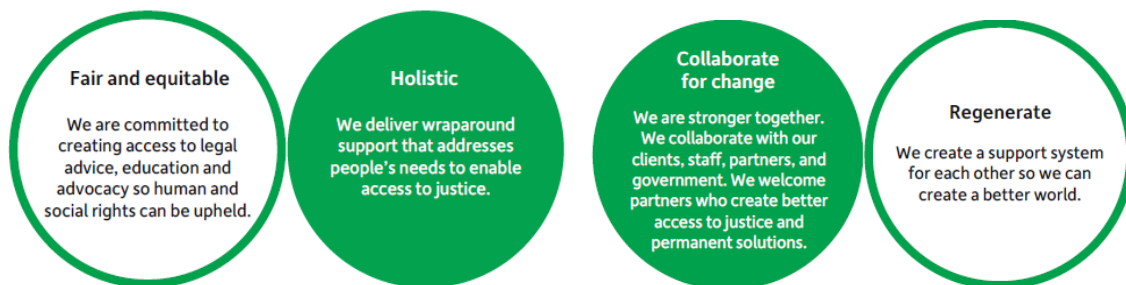 Fair and equitable
We are committed to
creating access to legal
advice, education and
advocacy so human and
social rights can be upheld.
Holistic
We deliver wraparound
support that addresses
people’s needs to enable
access to justice.
Collaborate
for change
We are stronger together.
We collaborate with our
clients, staff, partners, and
government. We welcome
partners who create better
access to justice and
permanent solutions.
Regenerate
We create a support system
for each other so we can
create a better world.